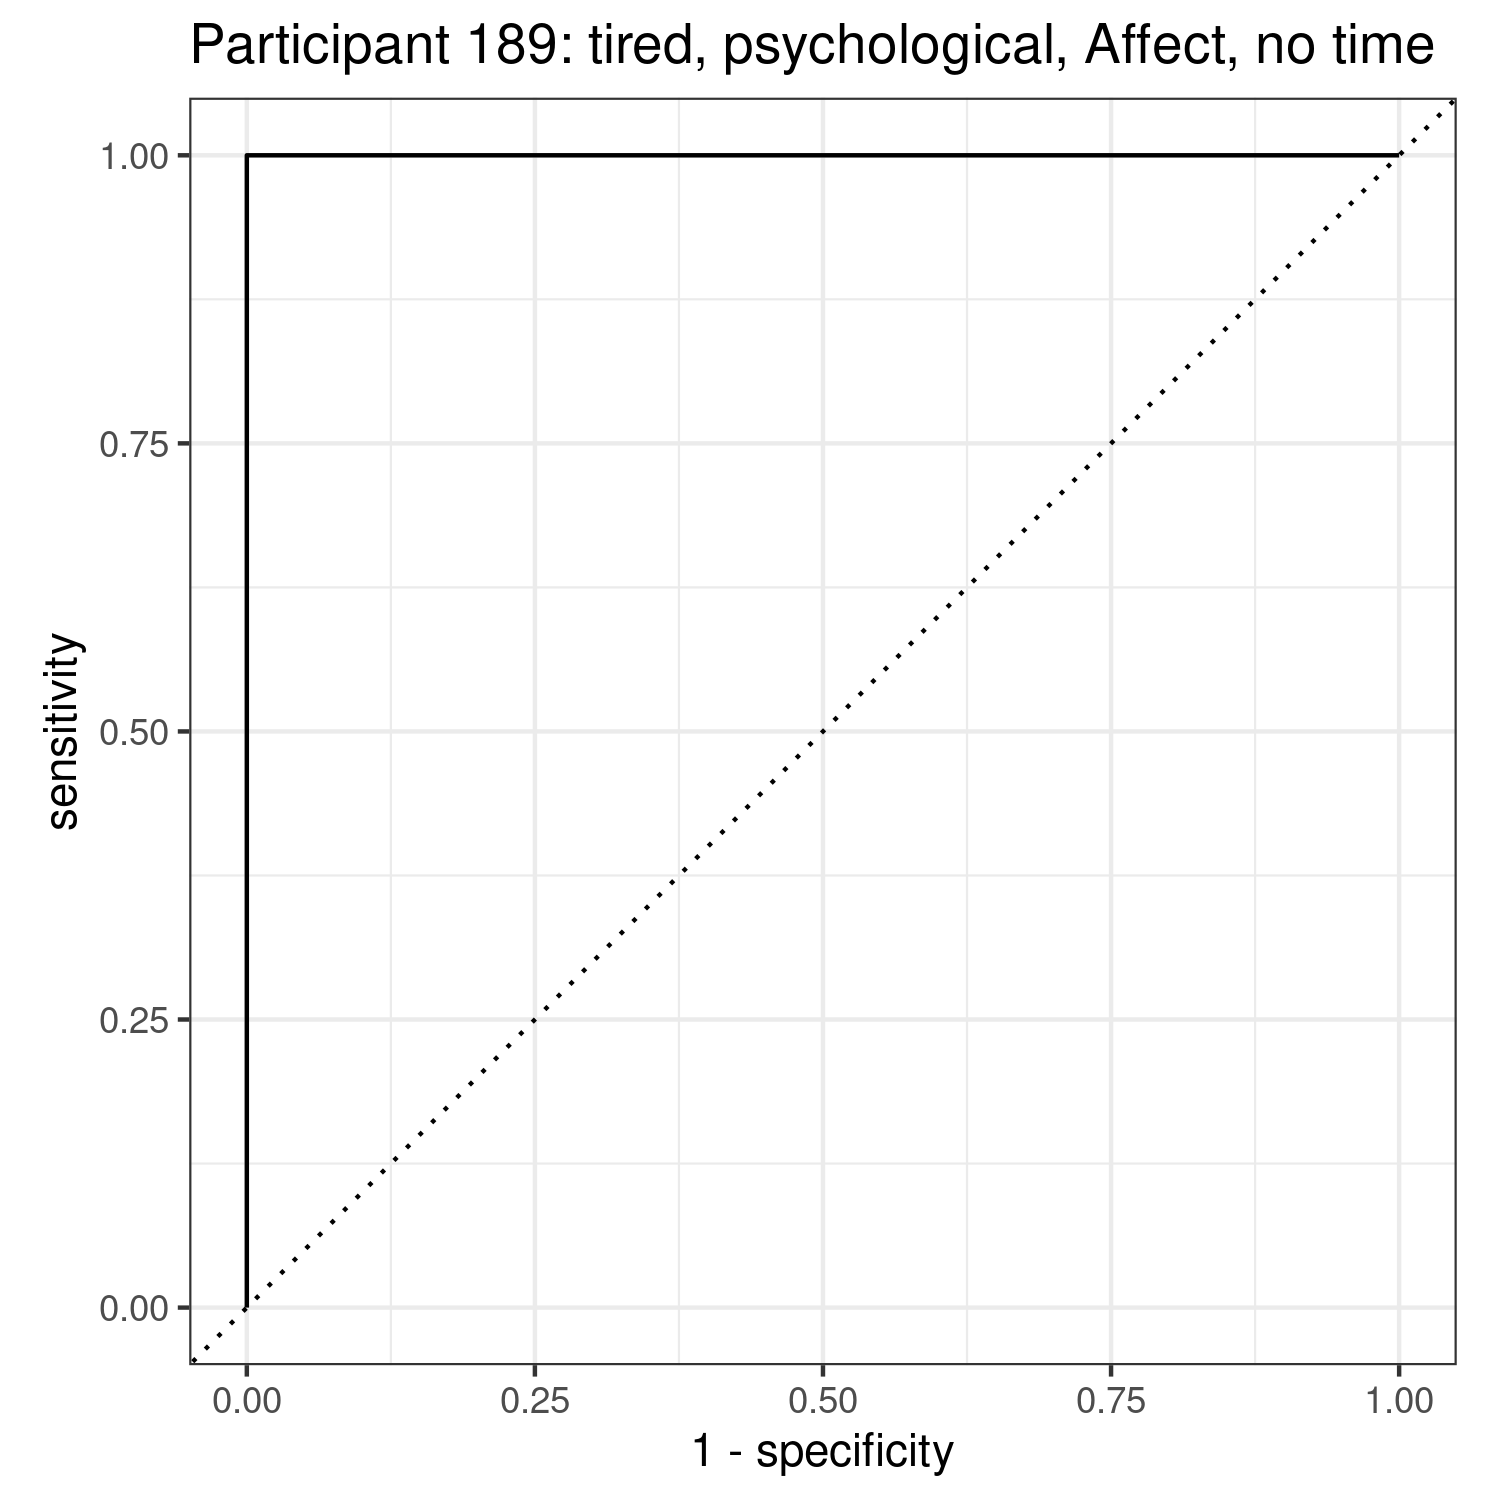 Participant 189: tired, psychological, Affect, no time
1.00
0.75
0.50
0.25
0.00
sensitivity
0.00 0.25 0.50 0.75 1.00
1 - specificity